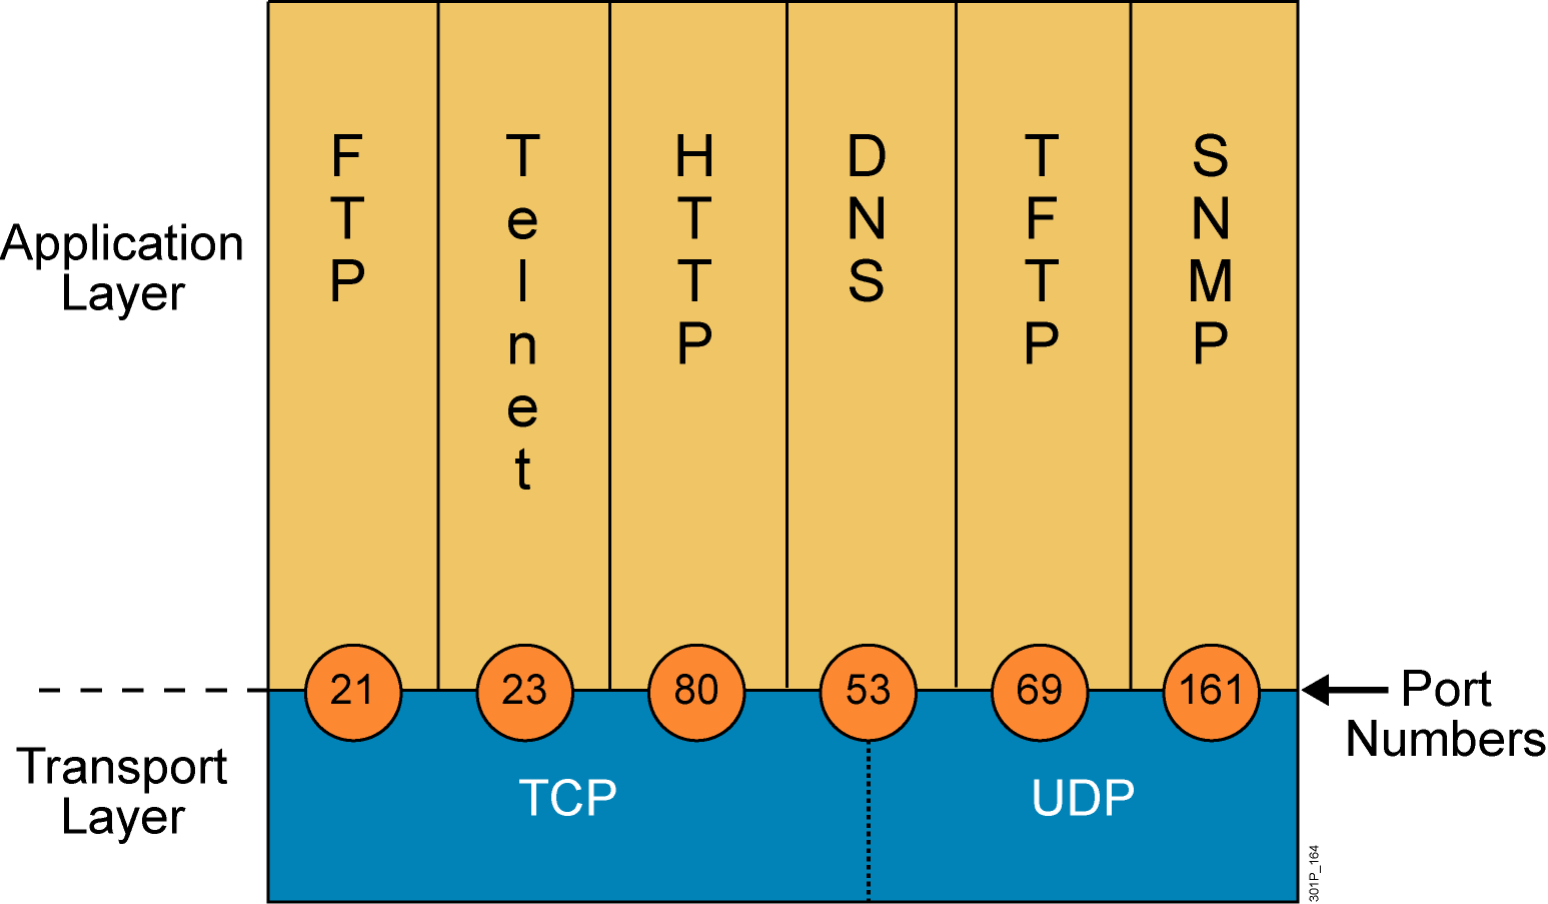 FTP
Telnet
HTTP
DNS
TFTP
SNMP
Application
Layer
21
23
80
53
69
161
Port
Numbers
Transport
Layer
TCP
UDP
301P_164